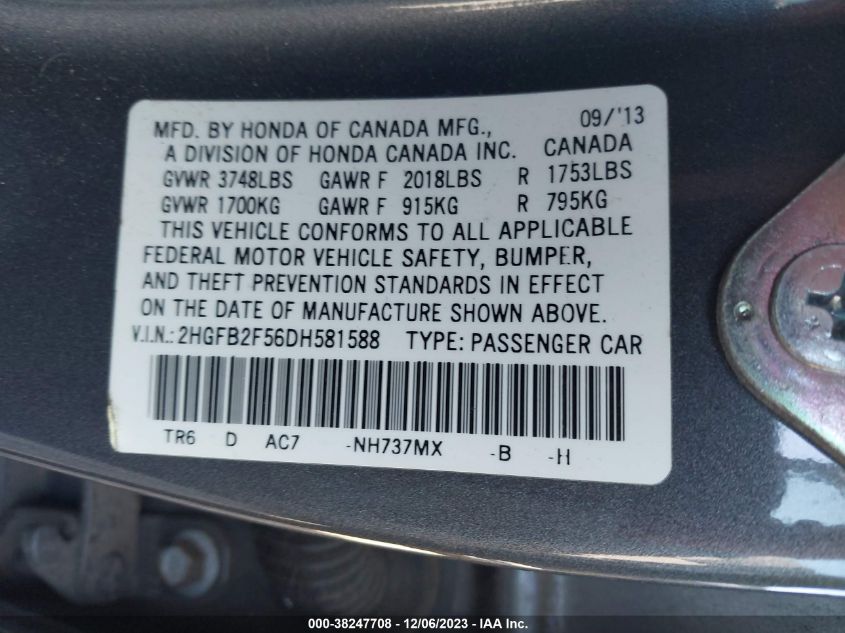 09/'13
MFD. BY HONDA OF CANADA MFG.,
A DIVISION OF HONDA CANADA INC. CANADA
GVWR 3748LBS GAWR F 2018LBS R 1753LBS
GVWR 1700KG GAWR F 915KG R 795KG
THIS VEHICLE CONFORMS TO ALL APPLICABLE
FEDERAL MOTOR VEHICLE SAFETY, BUMPER,
AND THEFT PREVENTION STANDARDS IN EFFECT
ON THE DATE OF MANUFACTURE SHOWN ABOVE.
V.I.N.: 2HGFB2F56DH581588 TYPE: PASSENGER CAR
TR6 D AC7 -NH737MX -B -H
000-38247708 - 12/06/2023 - U.S. - IAA Inc.